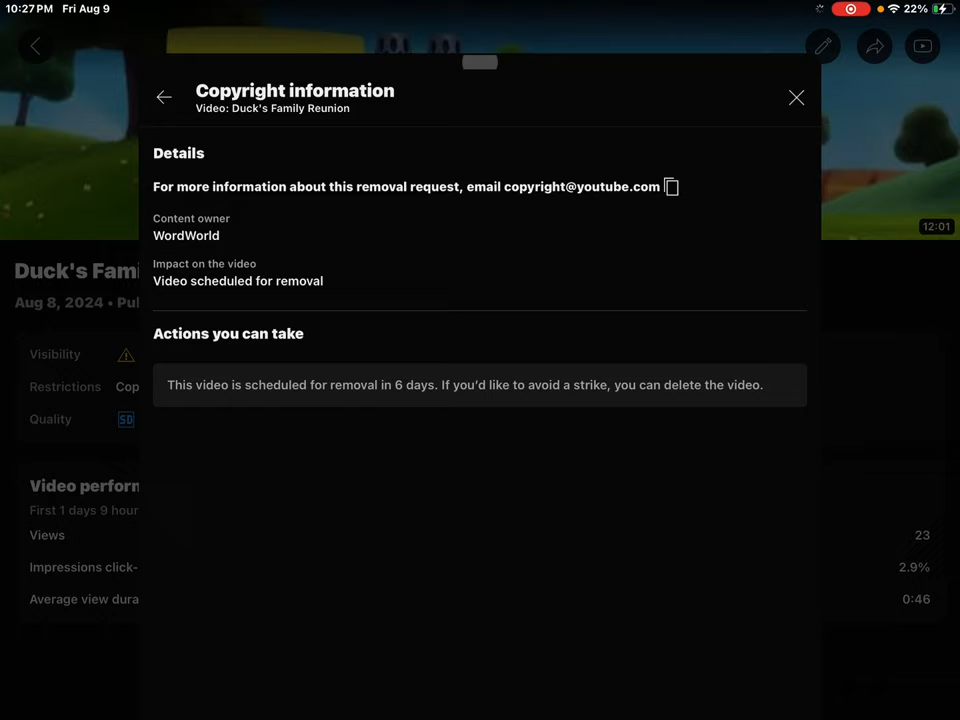 10:27PM Fri Aug 9
22%
Copyright information
Video: Duck's Family Reunion
Details
For more information about this removal request, email copyright@youtube.com
Content owner
WordWorld
12:01
Impact on the video
Video scheduled for removal
Duck's Fami
Aug 8, 2024 • Pu
Actions you can take
Visibility
This video is scheduled for removal in 6 days. If you'd like to avoid a strike, you can delete the video.
Restrictions Cop
Quality SD
Video perforn
First 1 days 9 hour
Views 23
Impressions click- 2.9%
Average view dura 0:46